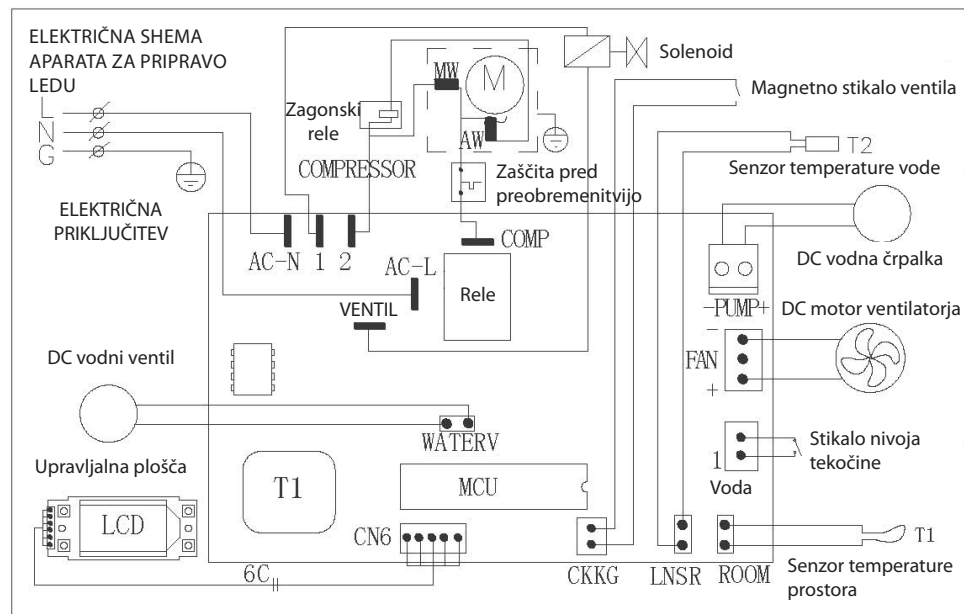 ELEKTRIČNA SHEMA
APARATA ZA PRIPRAVO
LEDU
L
N
G
ELEKTRIČNA
PRIKLJUČITEV
Zagonski
rele
COMPRESSOR
MW
M
AW
Zaščita pred
preobremenitvijo
Solenoid
Magnetno stikalo ventila
T2
Senzor temperature vode
DC vodna črpalka
-PUMP+
DC motor ventilatorja
-
FAN
+
AC-N 1 2
COMP
AC-L
Rele
VENTIL
DC vodni ventil
WATERV
Upravljalna plošča
LCD
T1
MCU
CN6
6C
CKKG
LNSR
ROOM
1
Voda
Stikalo nivoja
tekočine
T1
Senzor temperature
prostora